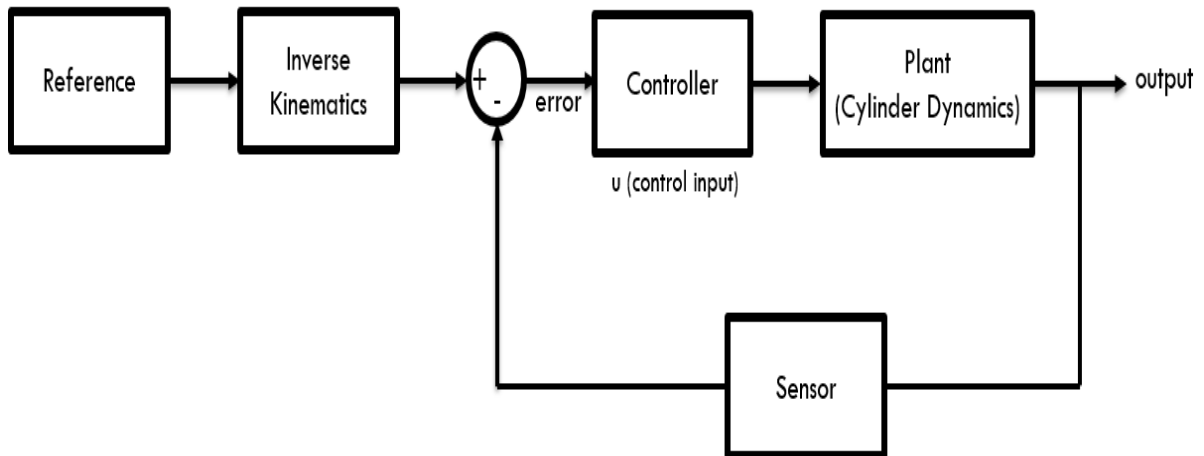 Reference
Inverse
Kinematics
+
-
error
Controller
u (control input)
Plant
(Cylinder Dynamics)
output
Sensor